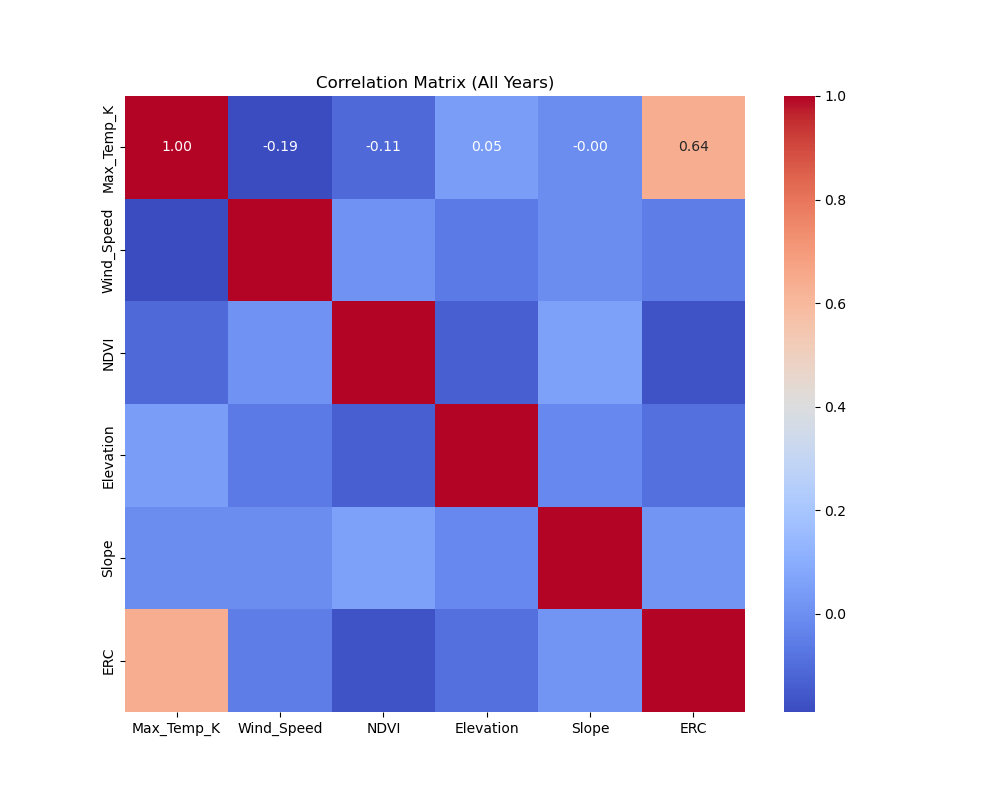 Correlation Matrix (All Years)
Max_Temp_K
1.00 -0.19 -0.11 0.05 -0.00 0.64
Wind_Speed
NDVI
Elevation
Slope
ERC
Max_Temp_K Wind_Speed NDVI Elevation Slope ERC
1.0
0.8
0.6
0.4
0.2
0.0